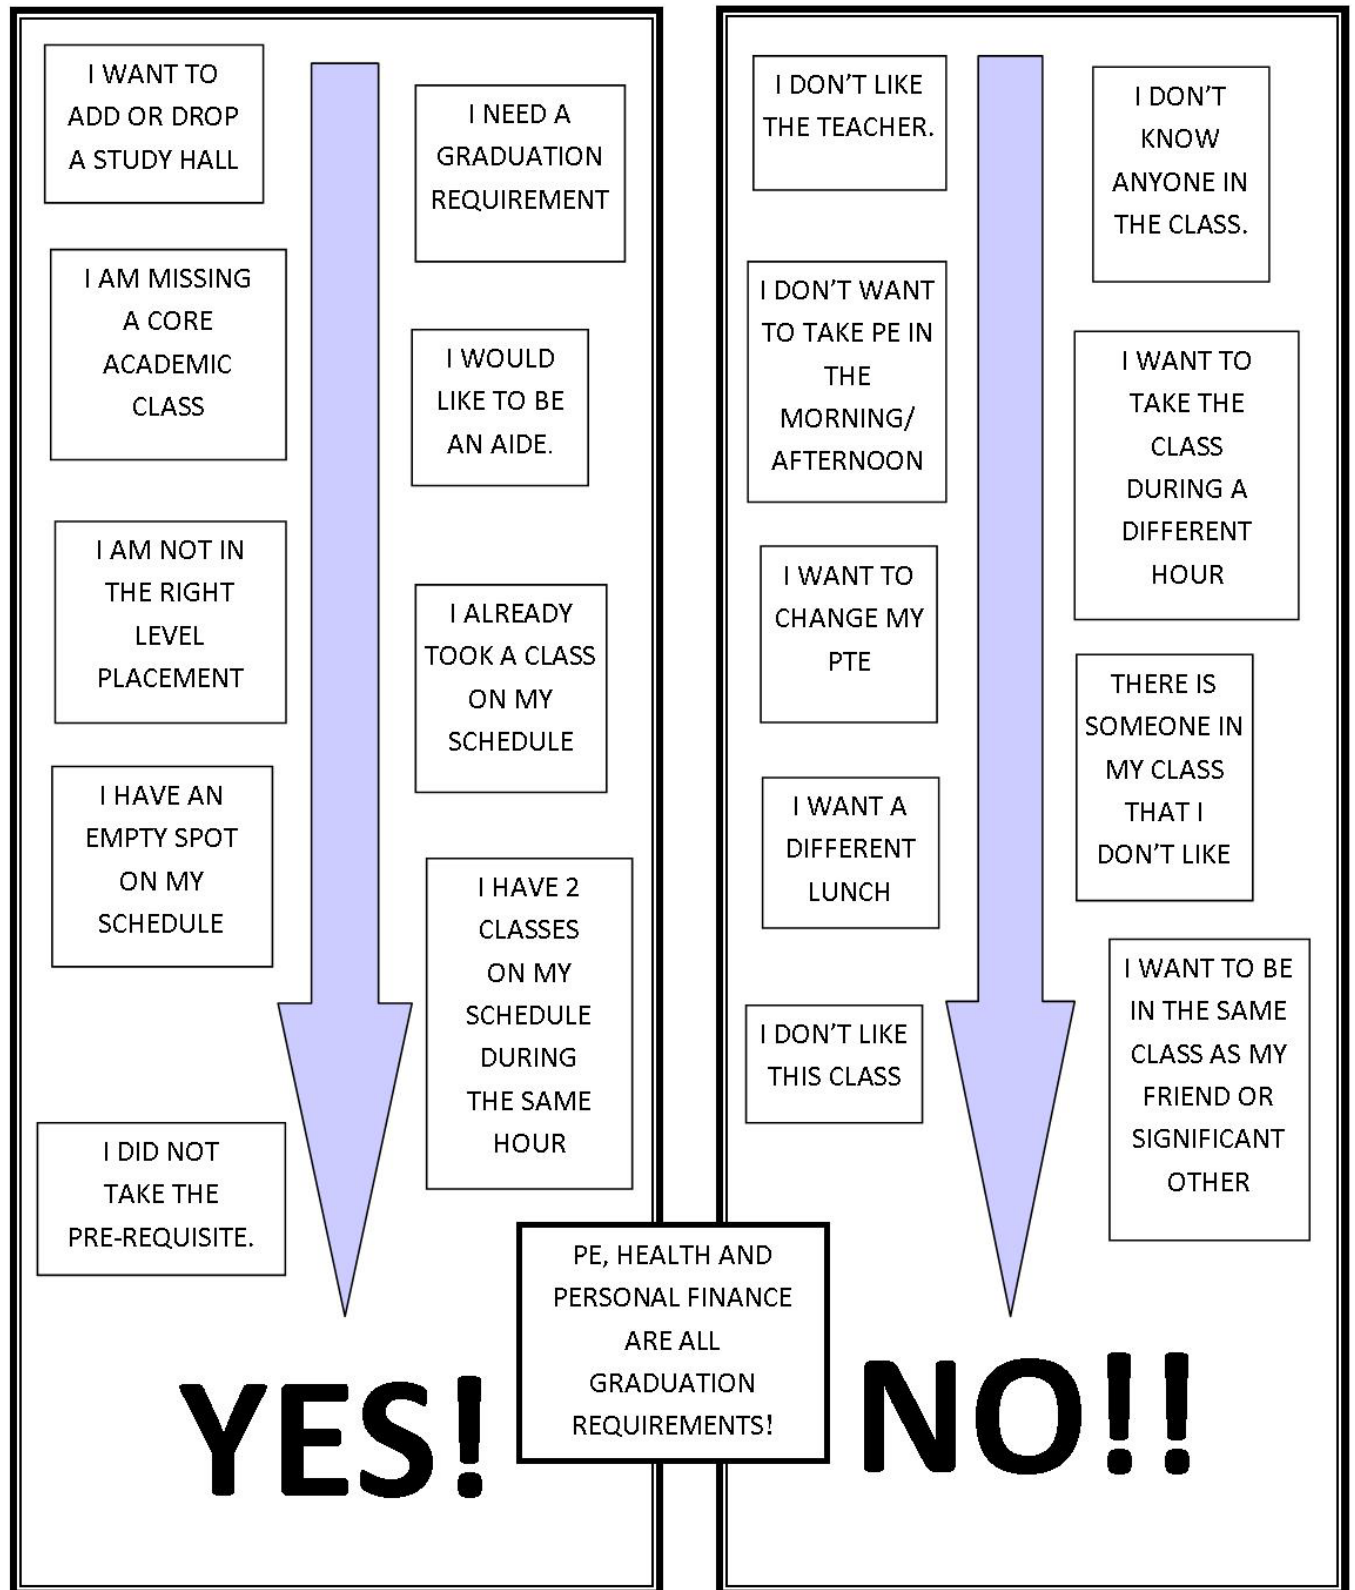 I WANT TO
ADD OR DROP
A STUDY HALL
I NEED A
GRADUATION
REQUIREMENT
I AM MISSING
A CORE
ACADEMIC
CLASS
I WOULD
LIKE TO BE
AN AIDE.
I AM NOT IN
THE RIGHT
LEVEL
PLACEMENT
I ALREADY
TOOK A CLASS
ON MY
SCHEDULE
I HAVE AN
EMPTY SPOT
ON MY
SCHEDULE
I HAVE 2
CLASSES
ON MY
SCHEDULE
DURING
THE SAME
HOUR
I DID NOT
TAKE THE
PRE-REQUISITE.
YES!
PE, HEALTH AND
PERSONAL FINANCE
ARE ALL
GRADUATION
REQUIREMENTS!
I DON’T LIKE
THE TEACHER.
I DON’T
KNOW
ANYONE IN
THE CLASS.
I DON’T WANT
TO TAKE PE IN
THE
MORNING/
AFTERNOON
I WANT TO
TAKE THE
CLASS
DURING A
DIFFERENT
HOUR
I WANT TO
CHANGE MY
PTE
THERE IS
SOMEONE IN
MY CLASS
THAT I
DON’T LIKE
I WANT A
DIFFERENT
LUNCH
I WANT TO BE
IN THE SAME
CLASS AS MY
FRIEND OR
SIGNIFICANT
OTHER
I DON’T LIKE
THIS CLASS
NO!!